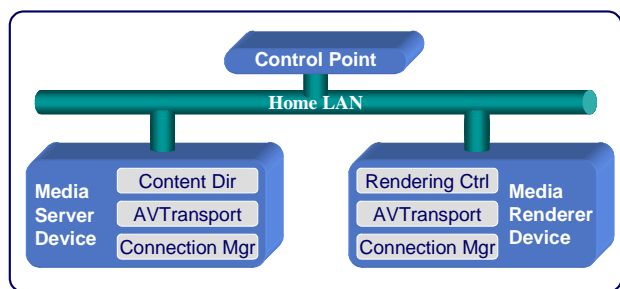 Control Point
Home LAN
Media
Server
Device
Content Dir
AVTransport
Connection Mgr
Rendering Ctrl
AVTransport
Connection Mgr
Media
Renderer
Device